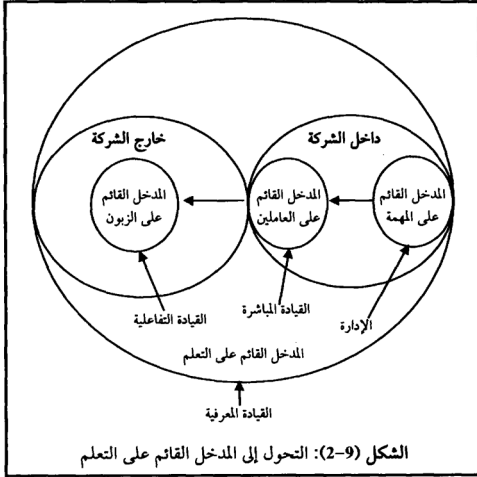 داخل الشركة
خارج الشركة
المدخل القائم
على المهمة
المدخل القائم
على العاملين
المدخل القائم
على الزبون
القيادة المباشرة
القيادة التفاعلية
الإدارة
المدخل القائم على التعلم
القيادة المعرفية
الشكل (9-2): التحول إلى المدخل القائم على التعلم